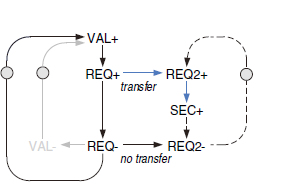 VAL+
REQ+ REQ2+
transfer
SEC+
VAL- REQ- REQ2-
no transfer